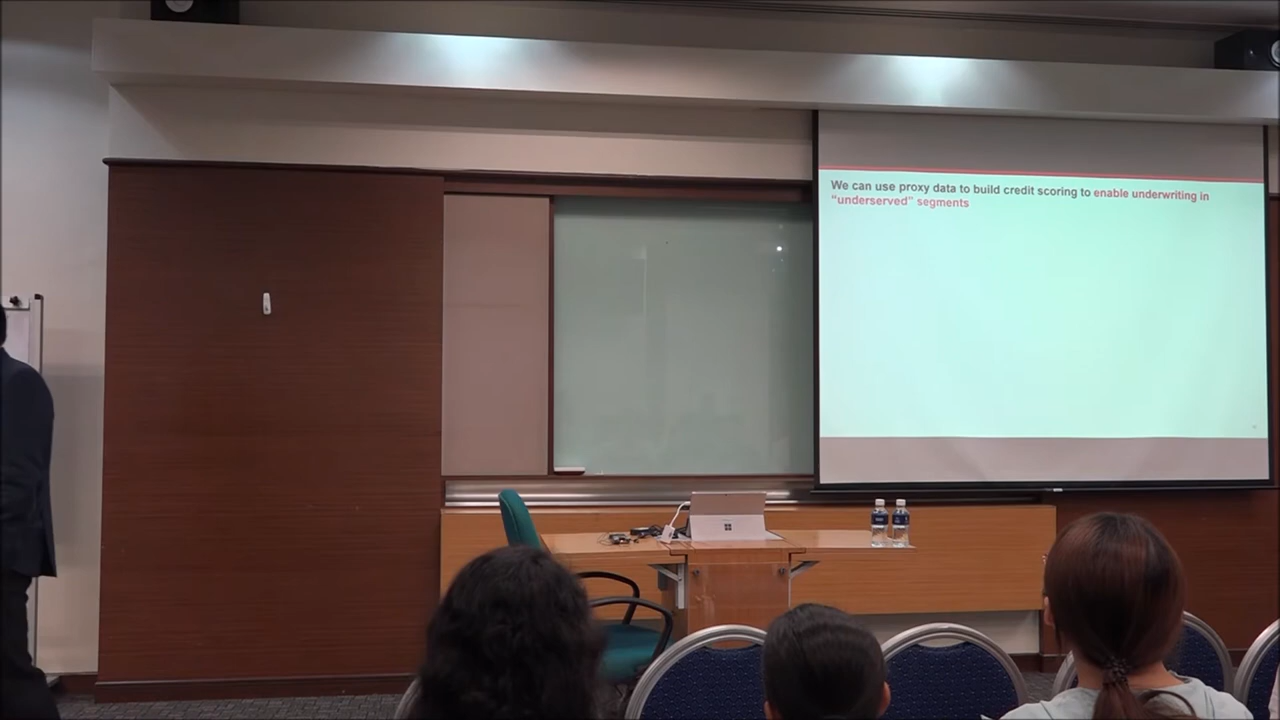 We can use proxy data to build credit scoring to enable underwriting in
“underserved” segments